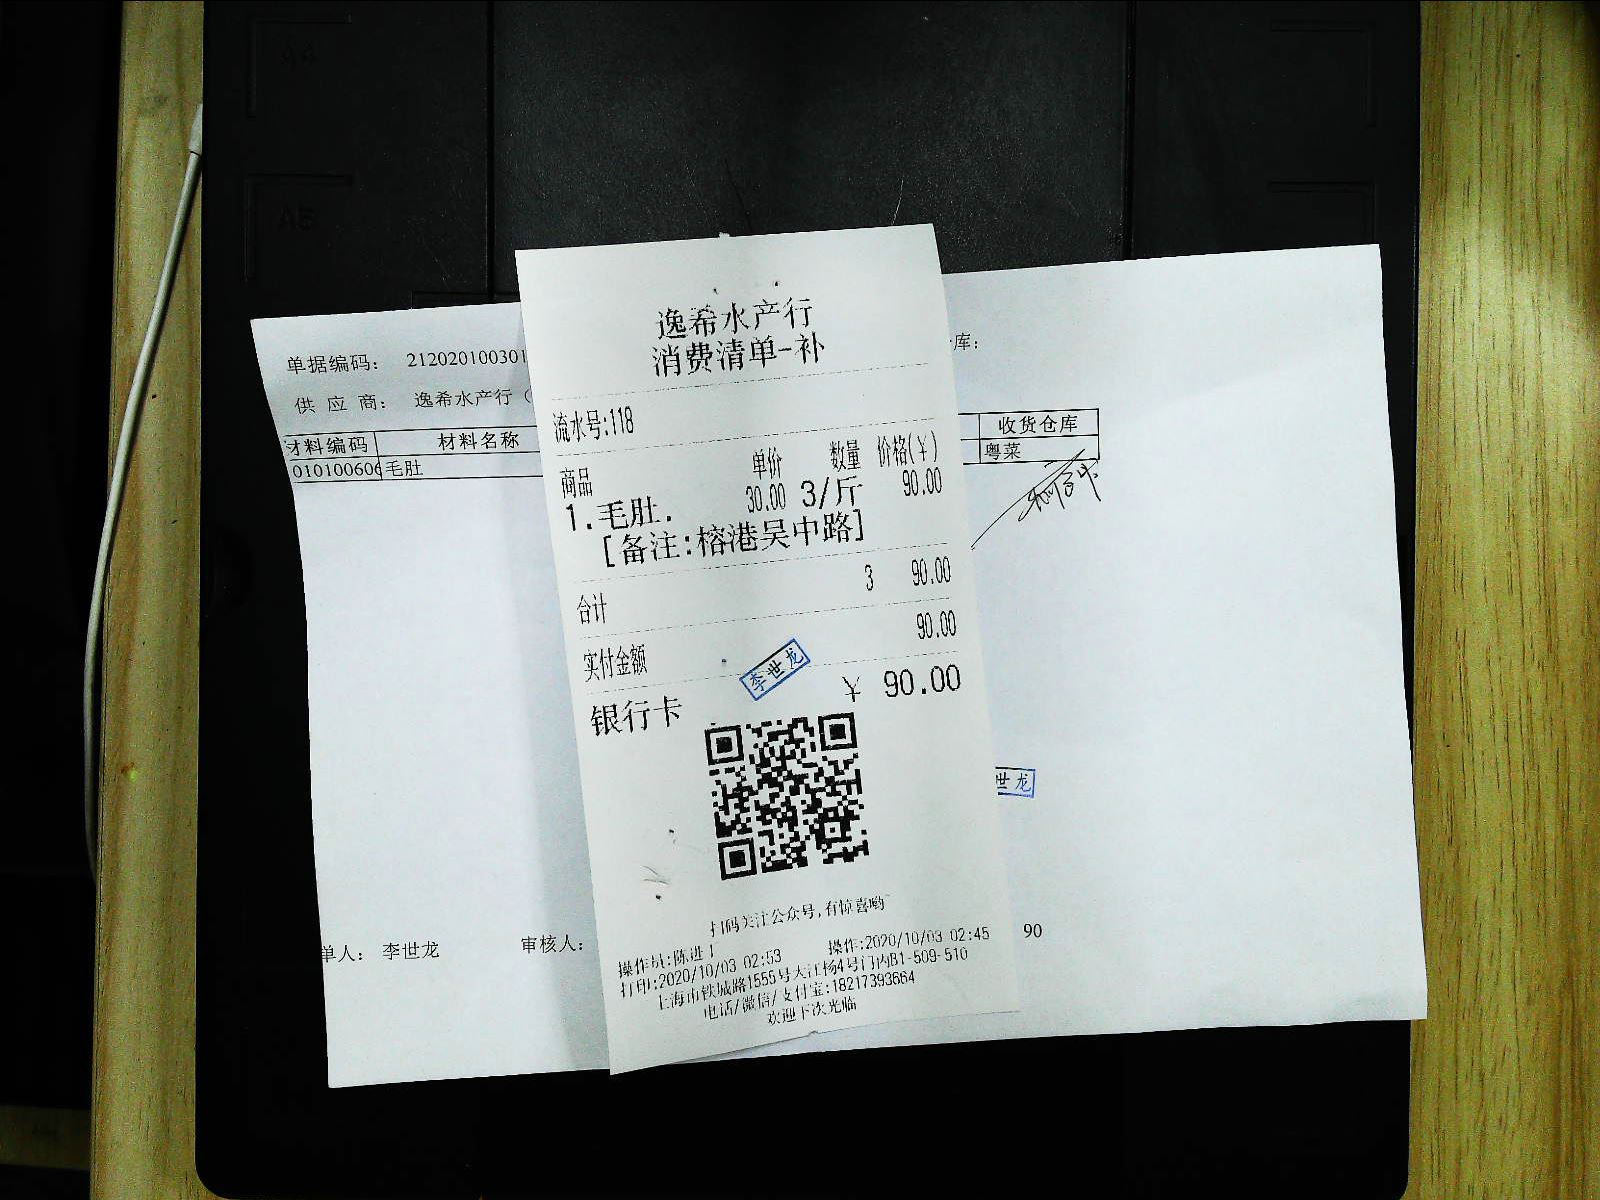 逸希水产行
消费清单-补
流水号:118
商品 单价 数量 价格(¥)
1.毛肚. 30.00 3/斤 90.00
[备注:榕港吴中路]
合计 3 90.00
实付金额 90.00
李世龙
银行卡 ¥ 90.00
扫码关注公众号,有惊喜哟~
操作员:陈进1 操作:2020/10/03 02:45
打印:2020/10/03 02:53
上海市铁城路1555号大江杨4号门内B1-509-510
电话/微信/支付宝:18217393664
欢迎下次光临
单据编码: 212020100301
库:
供 应 商: 逸希水产行(
材料编码 材料名称 收货仓库
010100606 毛肚 粤菜
世龙
单人: 李世龙 审核人: 90